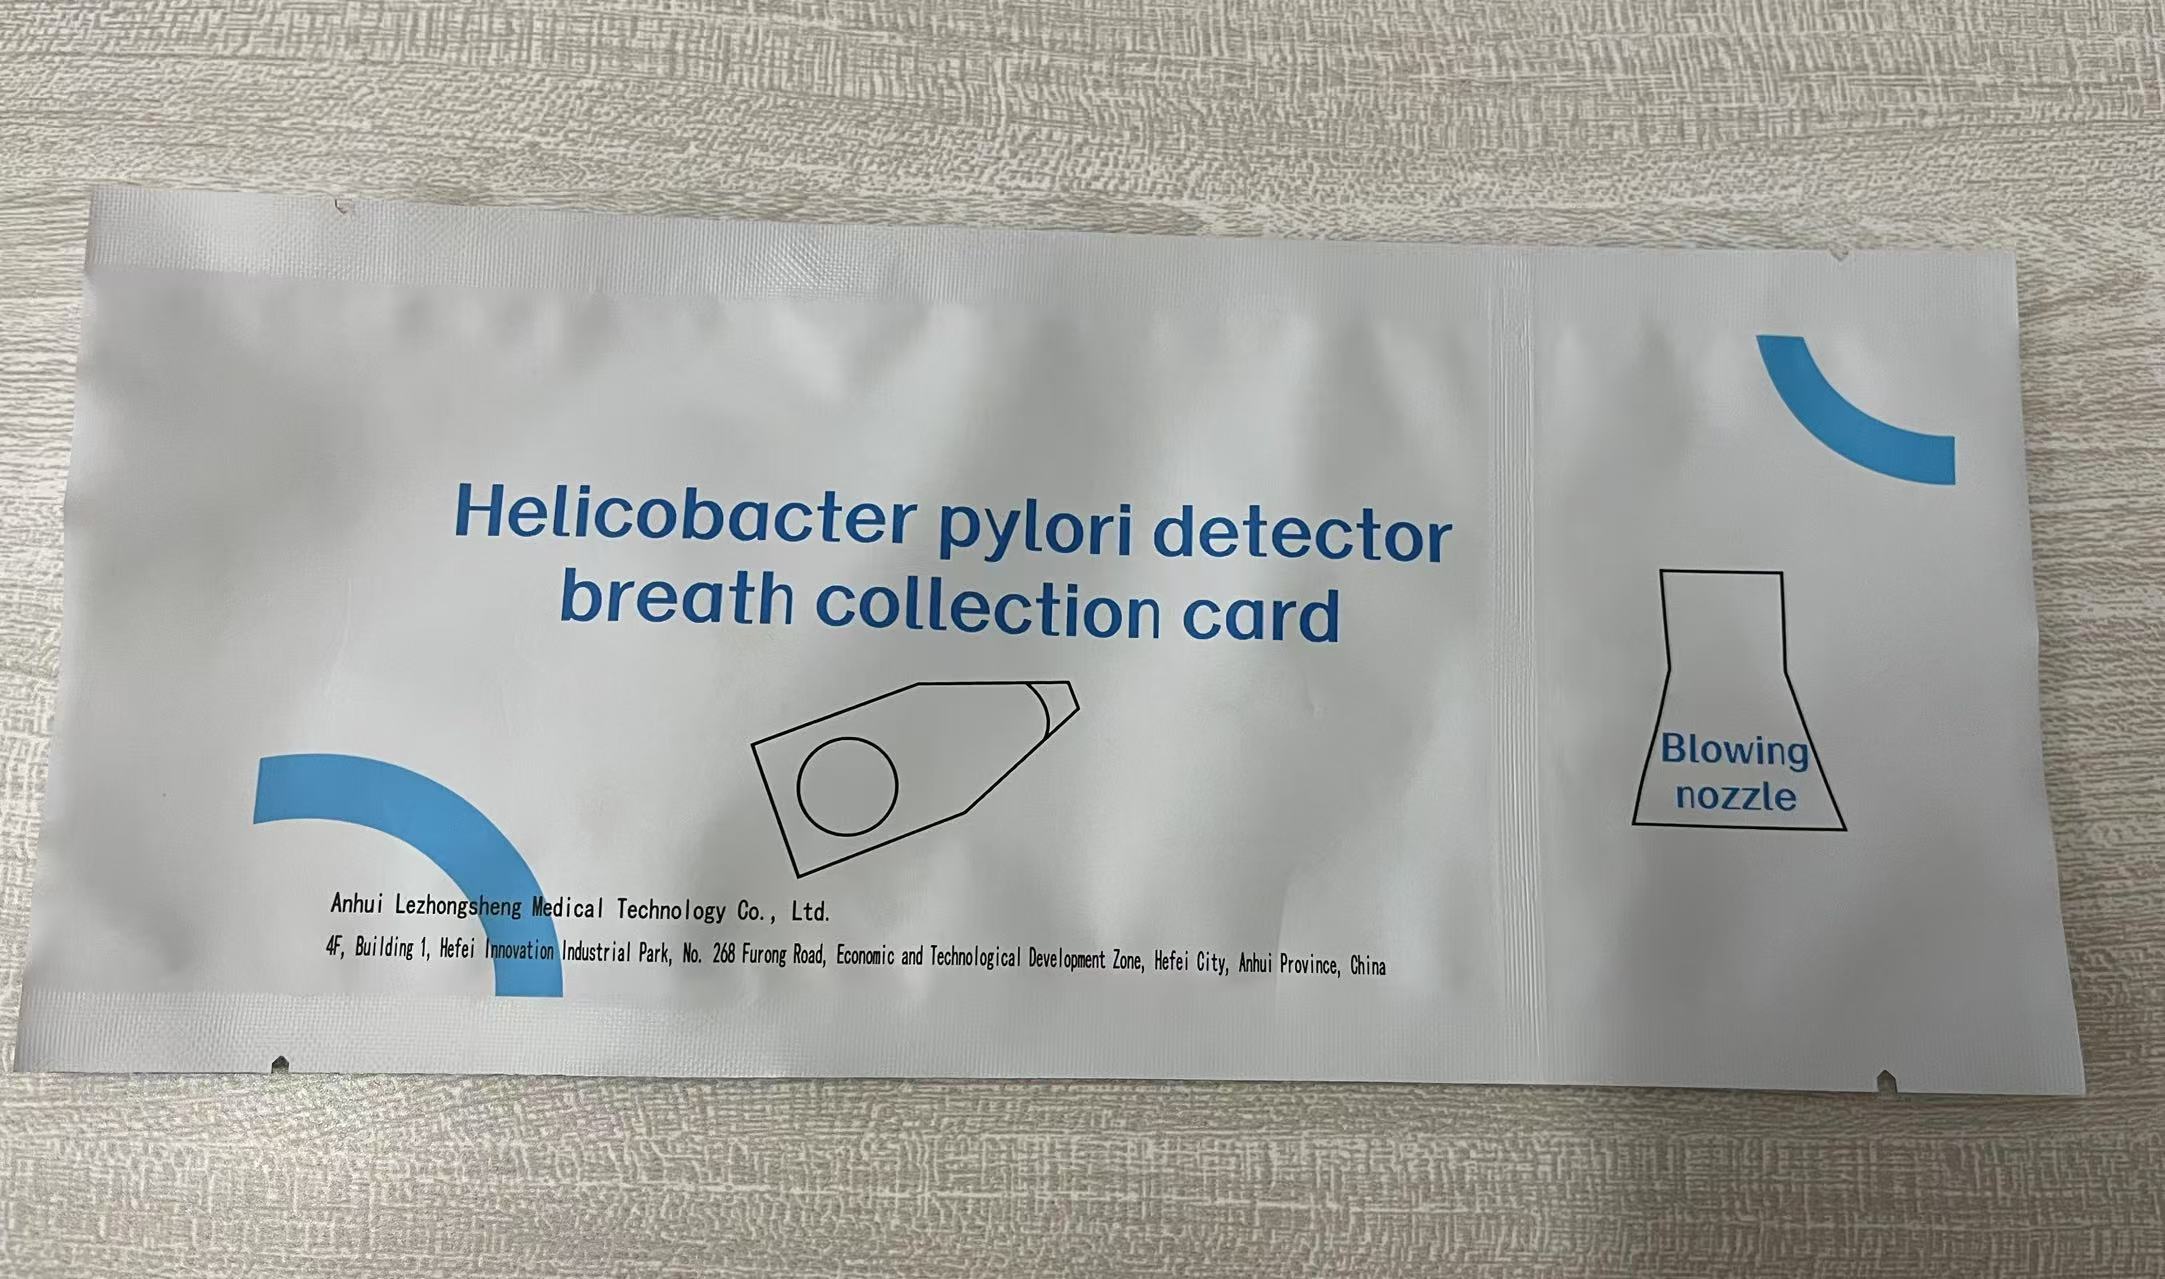 Helicobacter pylori detector
breath collection card
Blowing
nozzle
Anhui Lezhongsheng Medical Technology Co., Ltd.
4F, Building 1, Hefei Innovation Industrial Park, No. 268 Furong Road, Economic and Technological Development Zone, Hefei City, Anhui Province, China